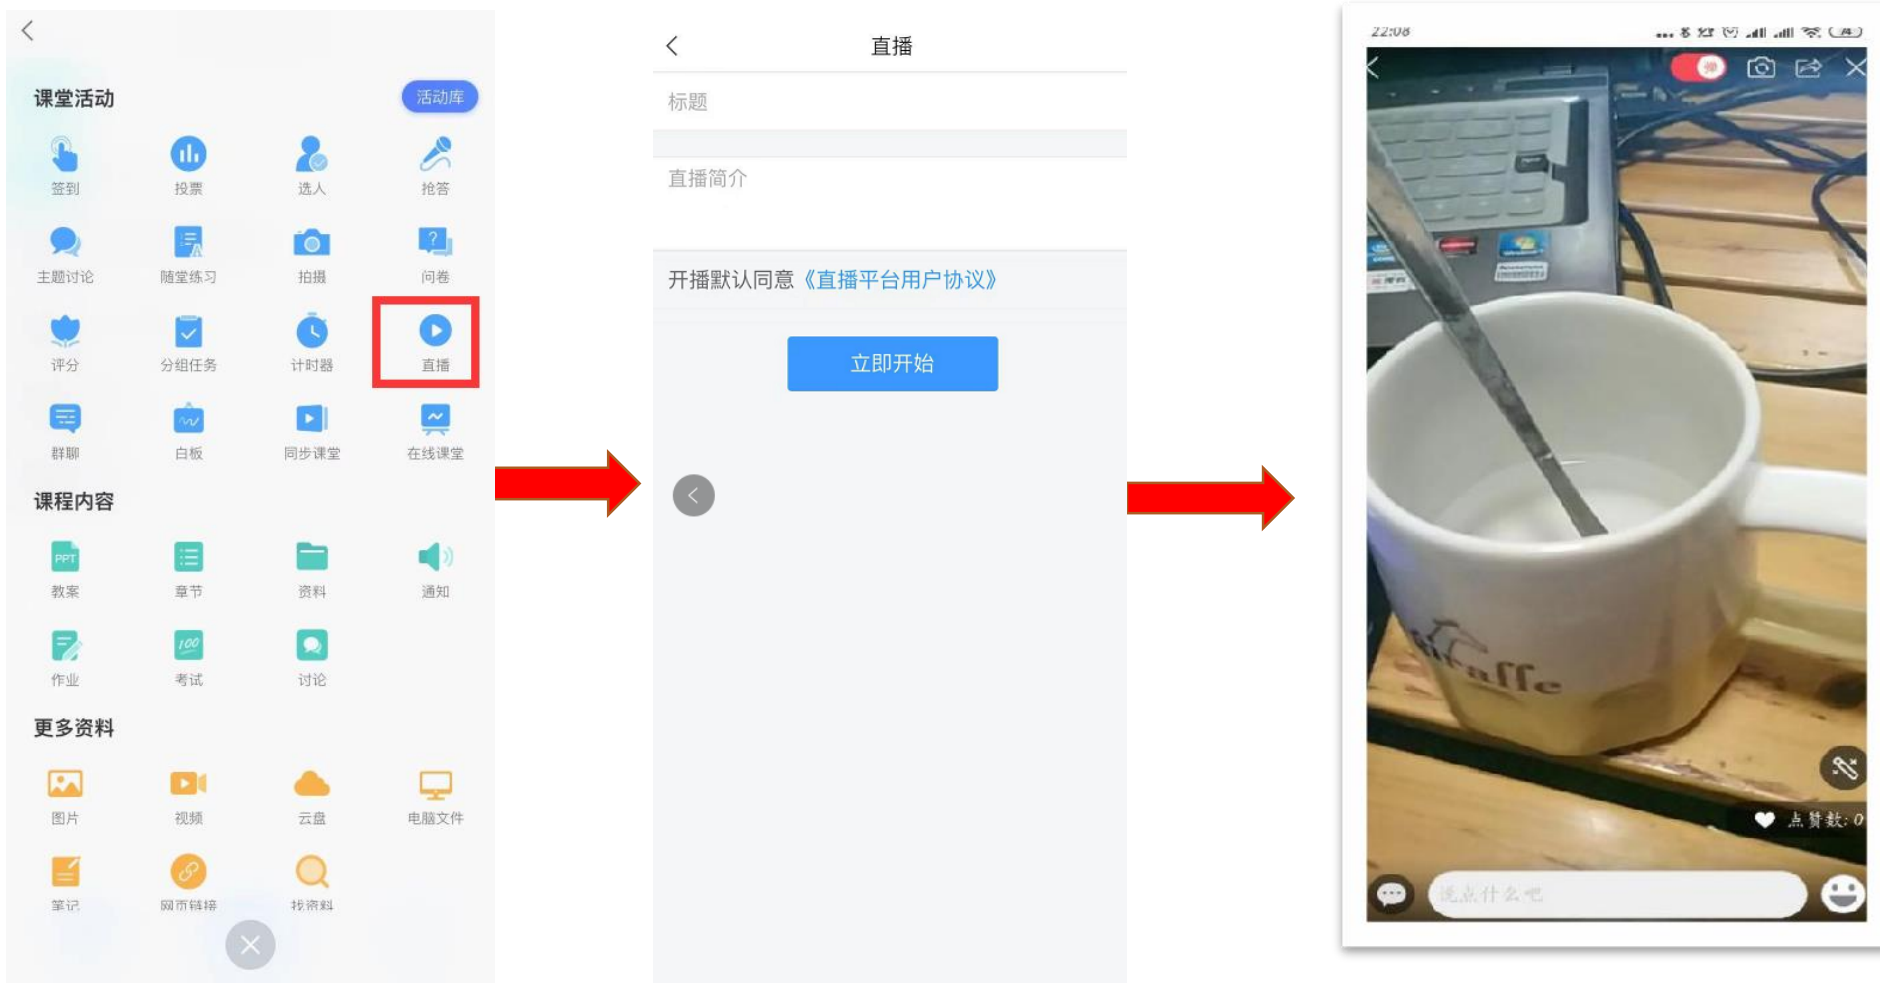 课堂活动
活动库
签到
投票
选人
抢答
主题讨论
随堂练习
拍摄
问卷
评分
分组任务
计时器
直播
群聊
白板
同步课堂
在线课堂
课程内容
PPT
教案
章节
资料
通知
作业
100
考试
讨论
更多资料
图片
视频
云盘
电脑文件
笔记
网页链接
找资料
直播
标题
直播简介
开播默认同意《直播平台用户协议》
立即开始
22:08
74
弹
点赞数:0
说点什么吧